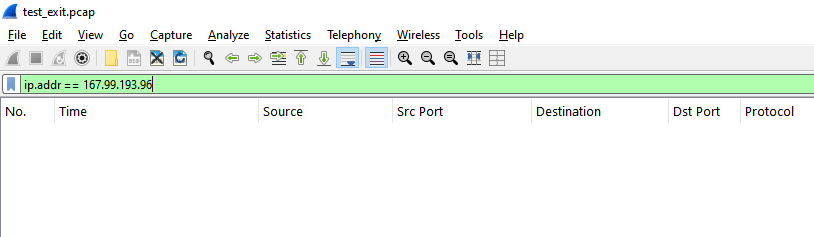 test_exit.pcap
File Edit View Go Capture Analyze Statistics Telephony Wireless Tools Help
ip.addr == 167.99.193.96
No. Time Source Src Port Destination Dst Port Protocol